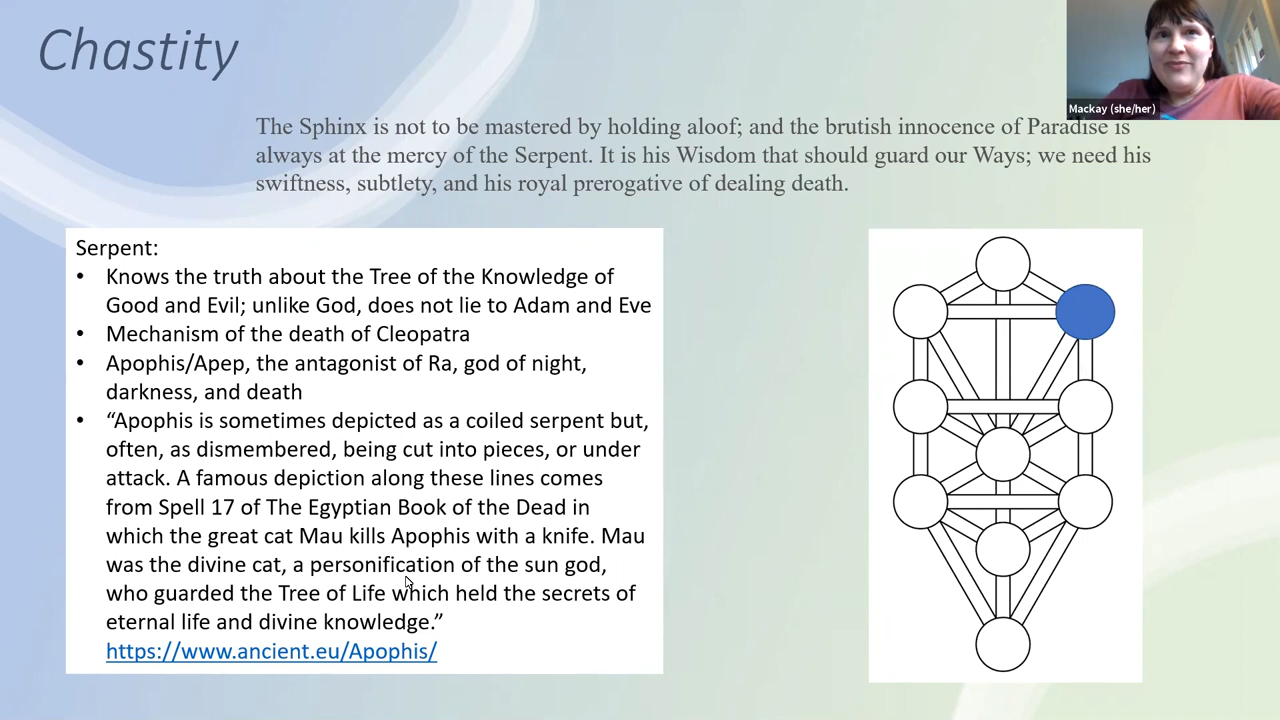 Chastity
Mackay (she/her)
The Sphinx is not to be mastered by holding aloof; and the brutish innocence of Paradise is
always at the mercy of the Serpent. It is his Wisdom that should guard our Ways; we need his
swiftness, subtlety, and his royal prerogative of dealing death.
Serpent:
• Knows the truth about the Tree of the Knowledge of
Good and Evil; unlike God, does not lie to Adam and Eve
• Mechanism of the death of Cleopatra
• Apophis/Apep, the antagonist of Ra, god of night,
darkness, and death
• “Apophis is sometimes depicted as a coiled serpent but,
often, as dismembered, being cut into pieces, or under
attack. A famous depiction along these lines comes
from Spell 17 of The Egyptian Book of the Dead in
which the great cat Mau kills Apophis with a knife. Mau
was the divine cat, a personification of the sun god,
who guarded the Tree of Life which held the secrets of
eternal life and divine knowledge.”
https://www.ancient.eu/Apophis/